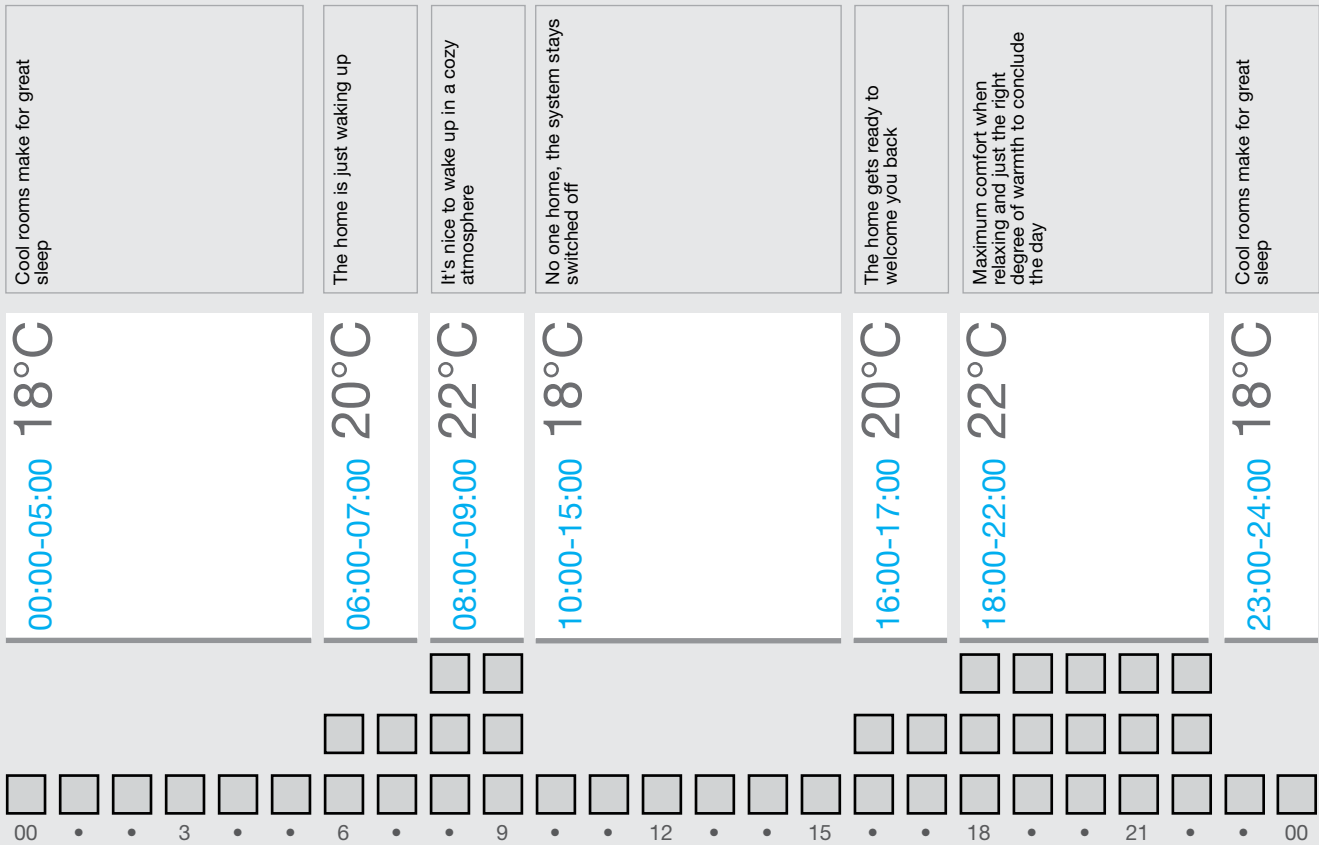 Cool rooms make for great
sleep
00:00-05:00 18°C
The home is just waking up
06:00-07:00 20°C
It's nice to wake up in a cozy
atmosphere
08:00-09:00 22°C
No one home, the system stays
switched off
10:00-15:00 18°C
The home gets ready to
welcome you back
16:00-17:00 20°C
Maximum comfort when
relaxing and just the right
degree of warmth to conclude
the day
18:00-22:00 22°C
Cool rooms make for great
sleep
23:00-24:00 18°C
00 • • 3 • • 6 • • 9 • • 12 • • 15 • • 18 • • 21 • • 00